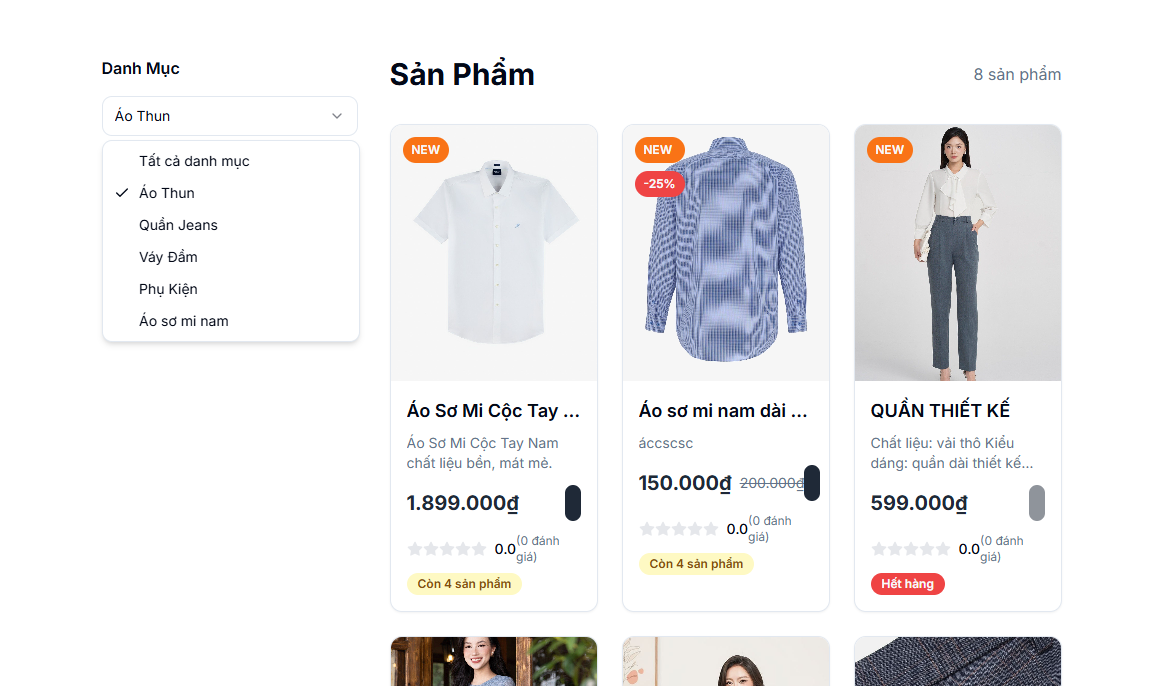 Danh Mục
Áo Thun
Tất cả danh mục
Áo Thun
Quần Jeans
Váy Đầm
Phụ Kiện
Áo sơ mi nam
Sản Phẩm
8 sản phẩm
NEW
Áo Sơ Mi Cộc Tay ...
Áo Sơ Mi Cộc Tay Nam
chất liệu bền, mát mẻ.
1.899.000₫
0.0
(0 đánh
giá)
Còn 4 sản phẩm
NEW
-25%
Áo sơ mi nam dài ...
áccscsc
150.000₫ 200.000₫
0.0
(0 đánh
giá)
Còn 4 sản phẩm
NEW
QUẦN THIẾT KẾ
Chất liệu: vải thô Kiểu
dáng: quần dài thiết kế...
599.000₫
0.0
(0 đánh
giá)
Hết hàng